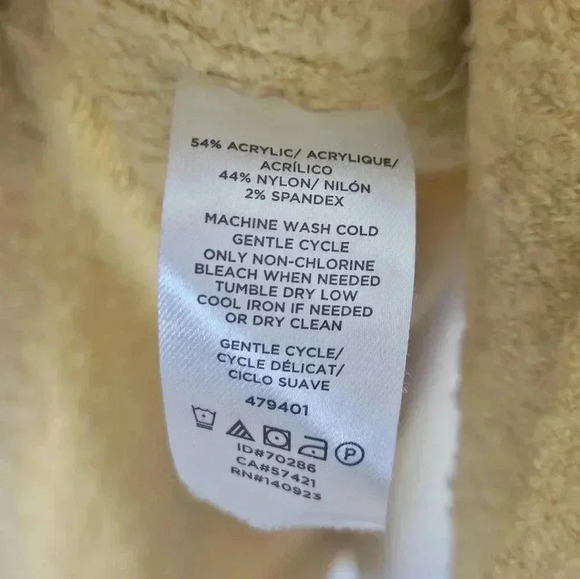 54% ACRYLIC/ ACRYLIQUE/
ACRÍLICO
44% NYLON/ NILÓN
2% SPANDEX
MACHINE WASH COLD
GENTLE CYCLE
ONLY NON-CHLORINE
BLEACH WHEN NEEDED
TUMBLE DRY LOW
COOL IRON IF NEEDED
OR DRY CLEAN
GENTLE CYCLE/
CYCLE DÉLICAT/
CICLO SUAVE
479401
P
ID#70286
CA#57421
RN#140923